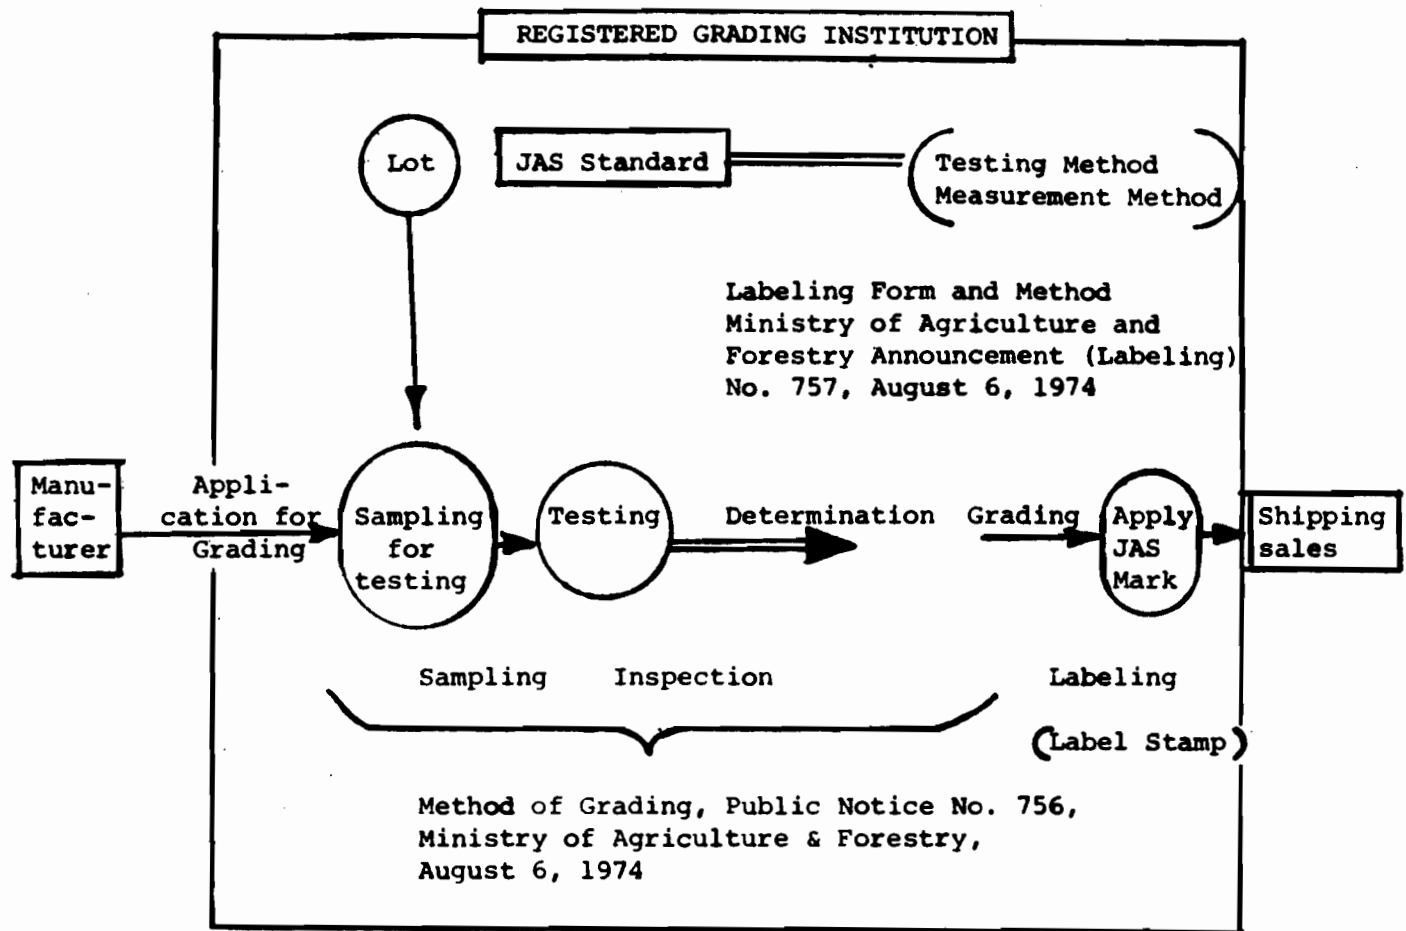 REGISTERED GRADING INSTITUTION
Lot
JAS Standard
Testing Method
Measurement Method
Labeling Form and Method
Ministry of Agriculture and
Forestry Announcement (Labeling)
No. 757, August 6, 1974
Manu-
fac-
turer
Appli-
cation for
Grading
Sampling
for
testing
Testing
Determination
Grading
Apply
JAS
Mark
Shipping
sales
Sampling Inspection
Labeling
(Label Stamp)
Method of Grading, Public Notice No. 756,
Ministry of Agriculture & Forestry,
August 6, 1974